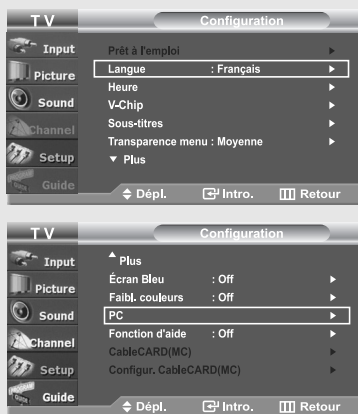 TV Configuration
Input
Picture
Sound
Channel
Setup
Guide
Prêt à l'emploi
Langue : Français
Heure
V-Chip
Sous-titres
Transparence menu : Moyenne
Plus
Dépl. Intro. Retour
TV Configuration
Input
Picture
Sound
Channel
Setup
Guide
Plus
Écran Bleu : Off
Faibl. couleurs : Off
PC
Fonction d'aide : Off
CableCARD(MC)
Configur. CableCARD(MC)
Dépl. Intro. Retour